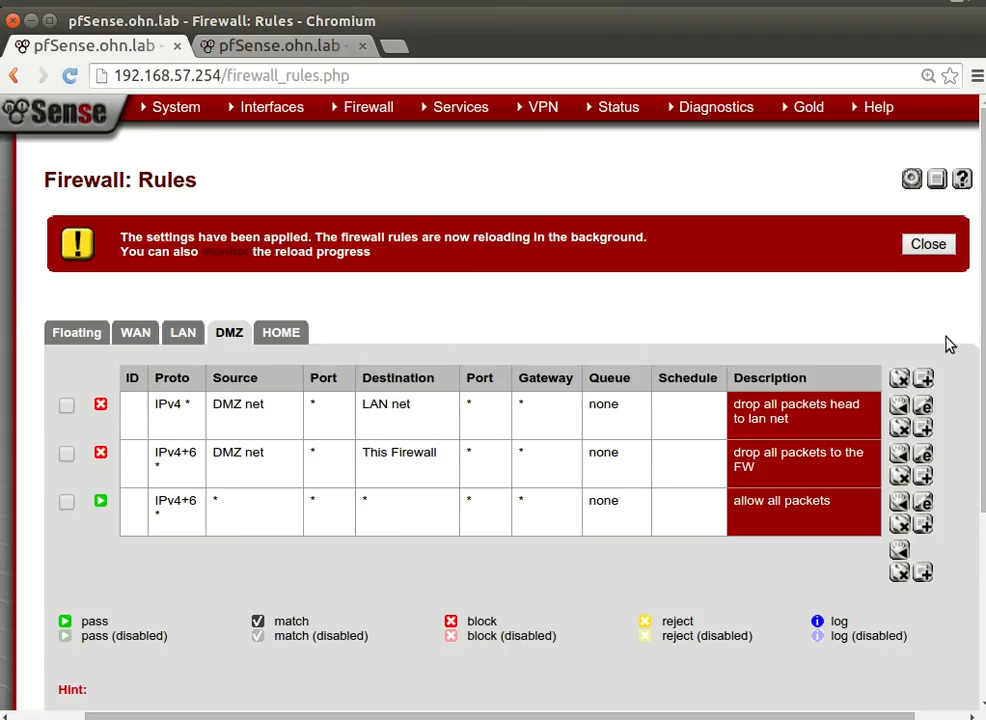 pfSense.ohn.lab - Firewall: Rules - Chromium
pfSense.ohn.lab - pfSense.ohn.lab -
192.168.57.254/firewall_rules.php
Sense System Interfaces Firewall Services VPN Status Diagnostics Gold Help
Firewall: Rules
The settings have been applied. The firewall rules are now reloading in the background.
You can also monitor the reload progress
Close
Floating WAN LAN DMZ HOME
ID Proto Source Port Destination Port Gateway Queue Schedule Description
IPv4 * DMZ net * LAN net * * none drop all packets head
to lan net
IPv4+6 DMZ net * This Firewall * * none drop all packets to the
* FW
IPv4+6 * * * * * none allow all packets
*
pass match block reject log
pass (disabled) match (disabled) block (disabled) reject (disabled) log (disabled)
Hint: